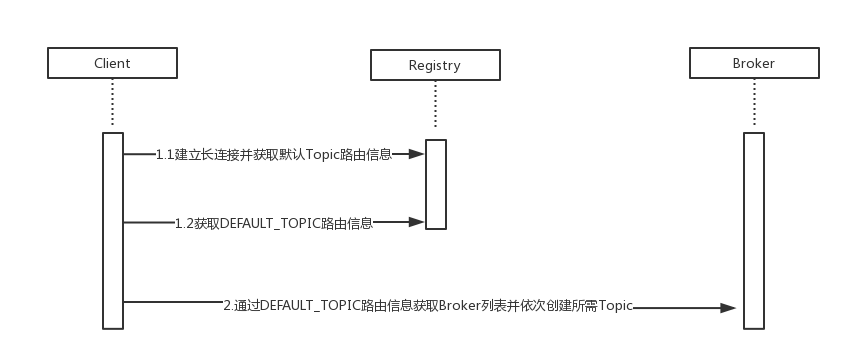 Client
Registry
Broker
1.1建立长连接并获取默认Topic路由信息
1.2获取DEFAULT_TOPIC路由信息
2.通过DEFAULT_TOPIC路由信息获取Broker列表并依次创建所需Topic